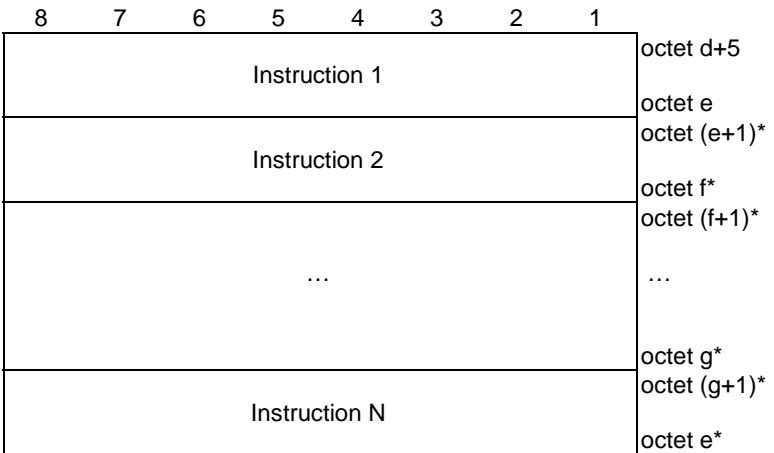 8 7 6 5 4 3 2 1
octet d+5
Instruction 1
octet e
octet (e+1)*
Instruction 2
octet f*
octet (f+1)*
… …
octet g*
octet (g+1)*
Instruction N
octet e*